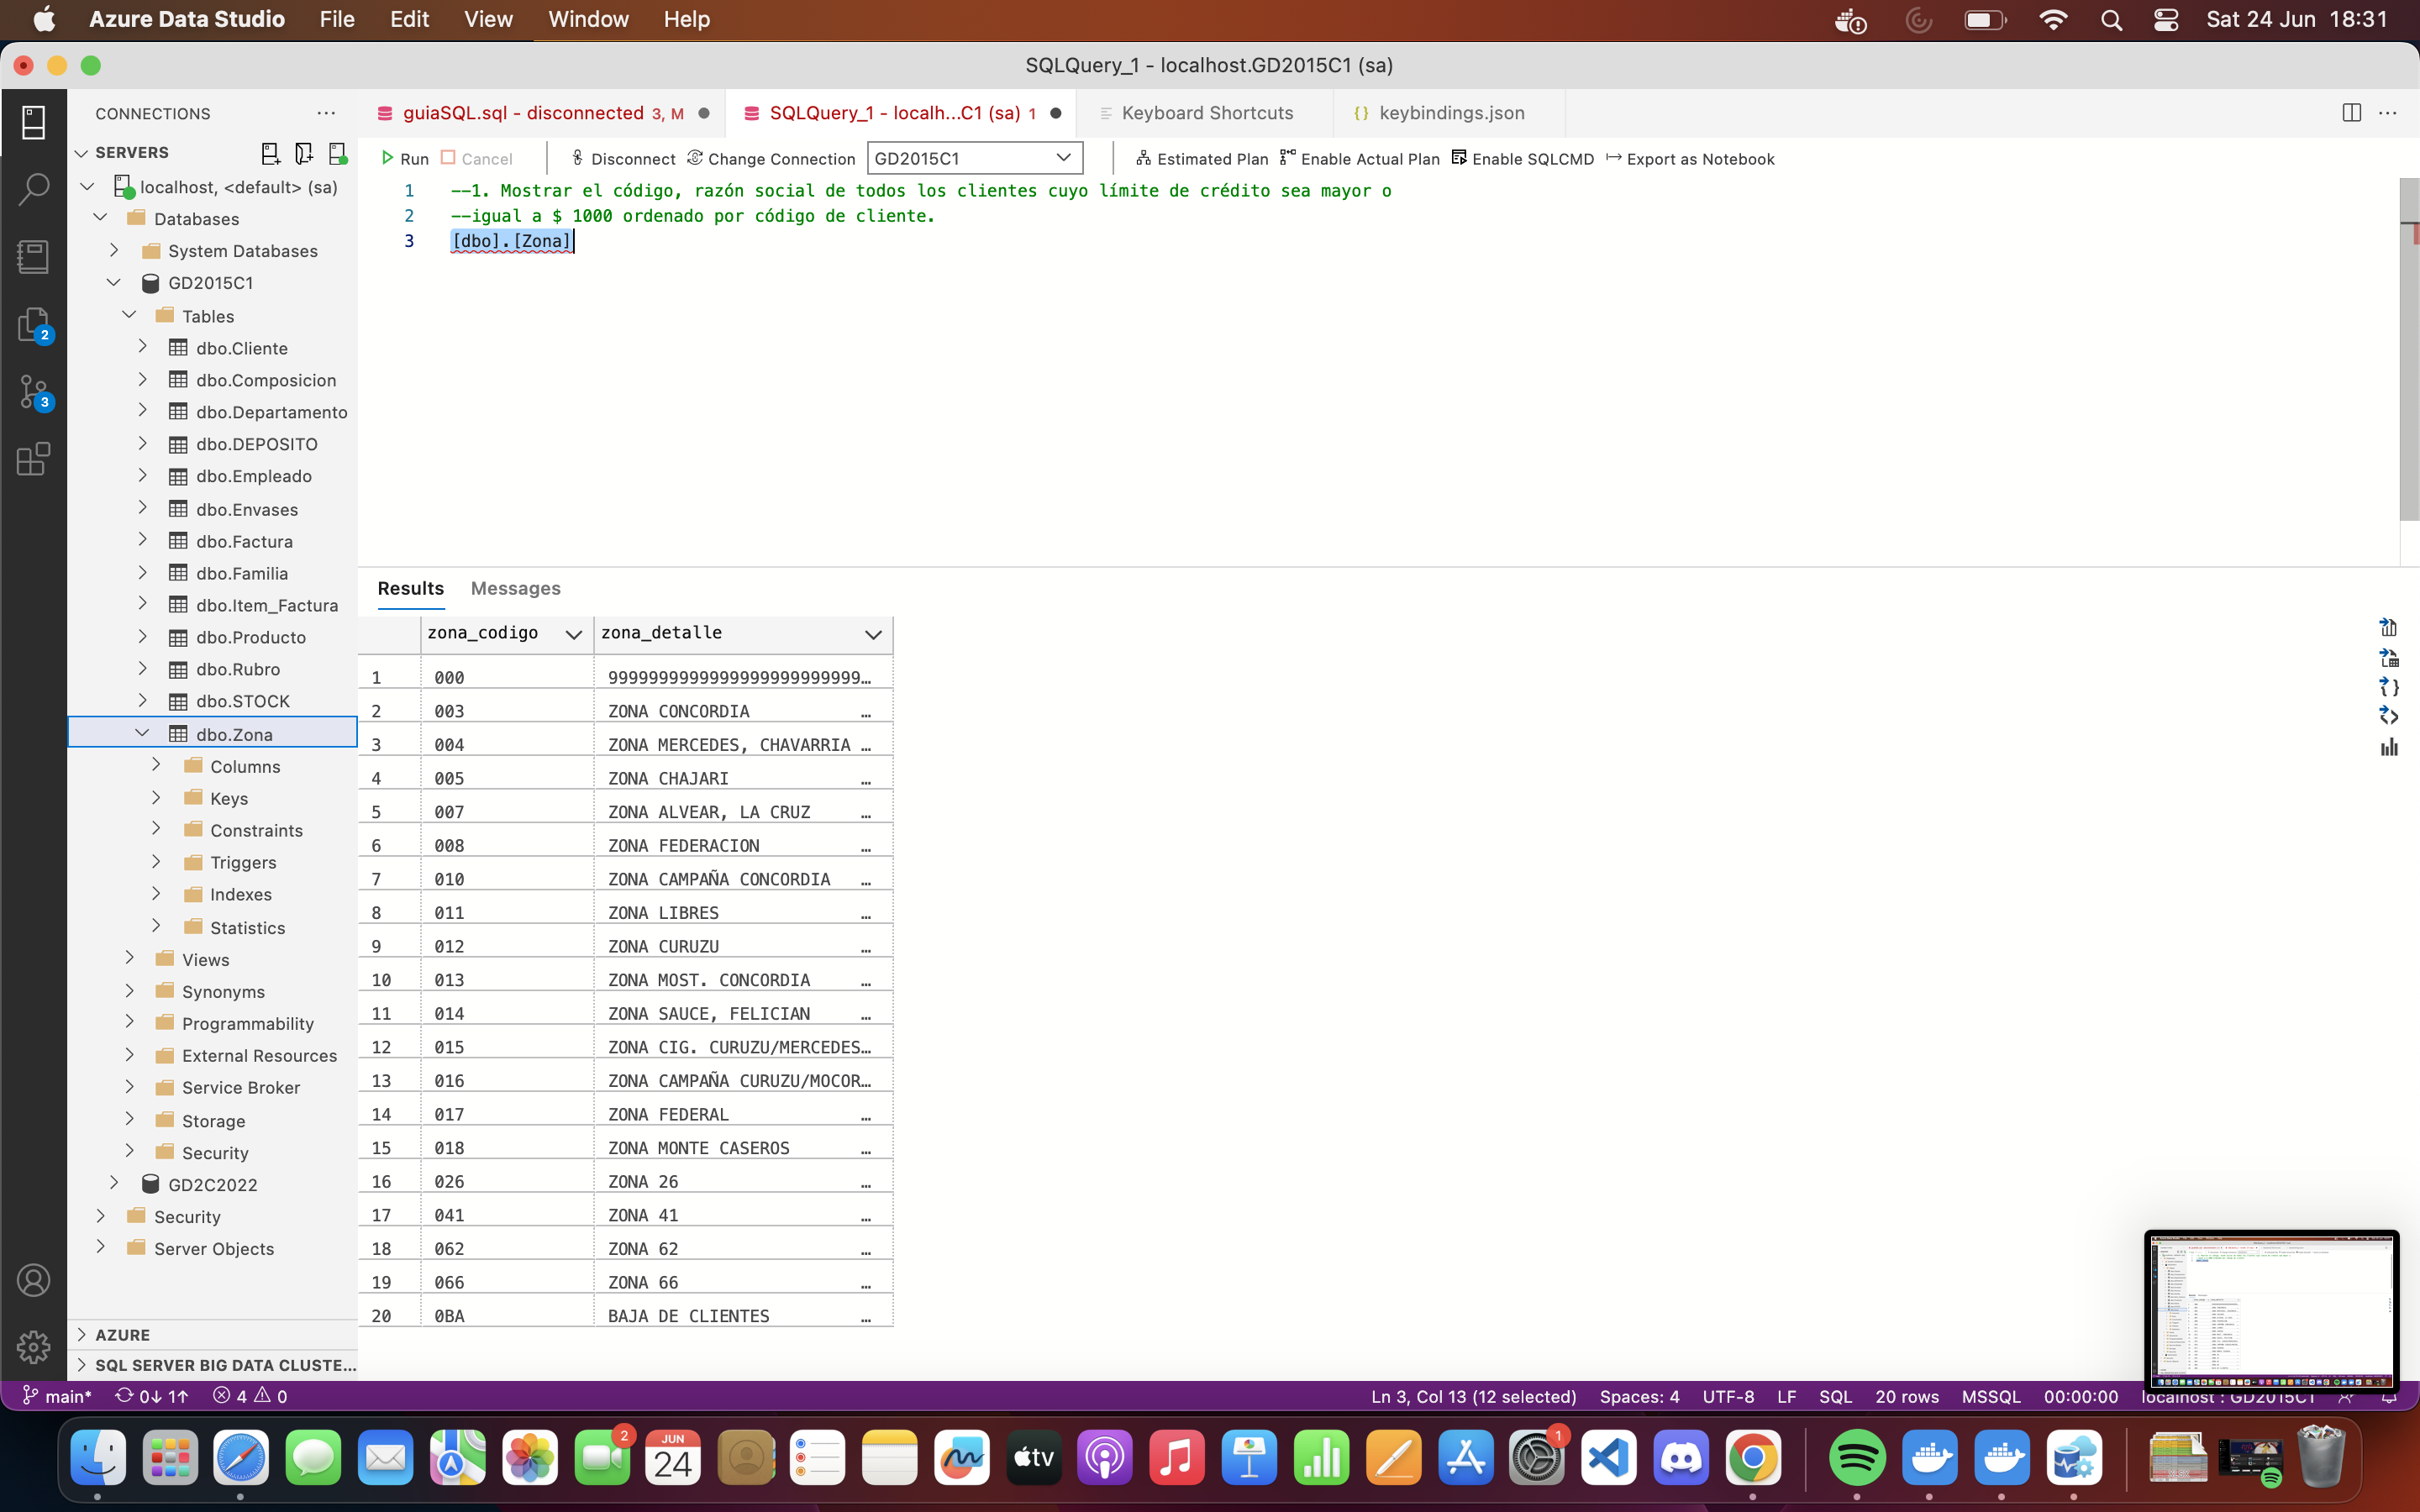 Azure Data Studio File Edit View Window Help Sat 24 Jun 18:31
SQLQuery_1 - localhost.GD2015C1 (sa)
CONNECTIONS
guiaSQL.sql - disconnected 3, M
SQLQuery_1 - localh...C1 (sa) 1
Keyboard Shortcuts
keybindings.json
SERVERS
Run Cancel Disconnect Change Connection GD2015C1 Estimated Plan Enable Actual Plan Enable SQLCMD Export as Notebook
localhost, <default> (sa)
Databases
System Databases
GD2015C1
Tables
dbo.Cliente
dbo.Composicion
dbo.Departamento
dbo.DEPOSITO
dbo.Empleado
dbo.Envases
dbo.Factura
dbo.Familia
dbo.Item_Factura
dbo.Producto
dbo.Rubro
dbo.STOCK
dbo.Zona
Columns
Keys
Constraints
Triggers
Indexes
Statistics
Views
Synonyms
Programmability
External Resources
Service Broker
Storage
Security
GD2C2022
Security
Server Objects
AZURE
SQL SERVER BIG DATA CLUSTE...
2
3
1 --1. Mostrar el código, razón social de todos los clientes cuyo límite de crédito sea mayor o
2 --igual a $ 1000 ordenado por código de cliente.
3 [dbo].[Zona]
Results Messages
zona_codigo zona_detalle
1 000 9999999999999999999999999…
2 003 ZONA CONCORDIA …
3 004 ZONA MERCEDES, CHAVARRIA …
4 005 ZONA CHAJARI …
5 007 ZONA ALVEAR, LA CRUZ …
6 008 ZONA FEDERACION …
7 010 ZONA CAMPAÑA CONCORDIA …
8 011 ZONA LIBRES …
9 012 ZONA CURUZU …
10 013 ZONA MOST. CONCORDIA …
11 014 ZONA SAUCE, FELICIAN …
12 015 ZONA CIG. CURUZU/MERCEDES…
13 016 ZONA CAMPAÑA CURUZU/MOCOR…
14 017 ZONA FEDERAL …
15 018 ZONA MONTE CASEROS …
16 026 ZONA 26 …
17 041 ZONA 41 …
18 062 ZONA 62 …
19 066 ZONA 66 …
20 0BA BAJA DE CLIENTES …
main* 0↓ 1↑ 4 0 Ln 3, Col 13 (12 selected) Spaces: 4 UTF-8 LF SQL 20 rows MSSQL 00:00:00 localhost : GD2015C1
2
JUN
24
tv
1